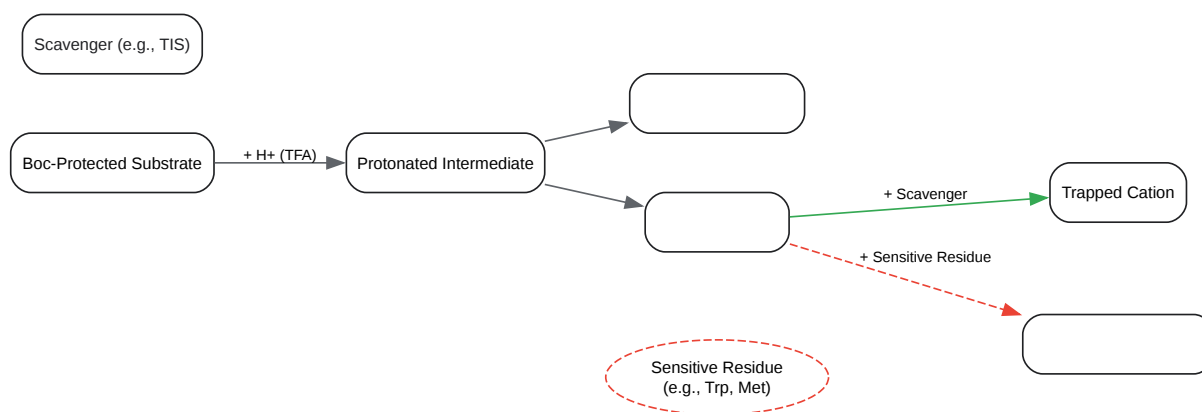 Scavenger (e.g., TIS)
Boc-Protected Substrate
+ H+ (TFA)
Protonated Intermediate
+ Scavenger
Trapped Cation
+ Sensitive Residue
Sensitive Residue
(e.g., Trp, Met)